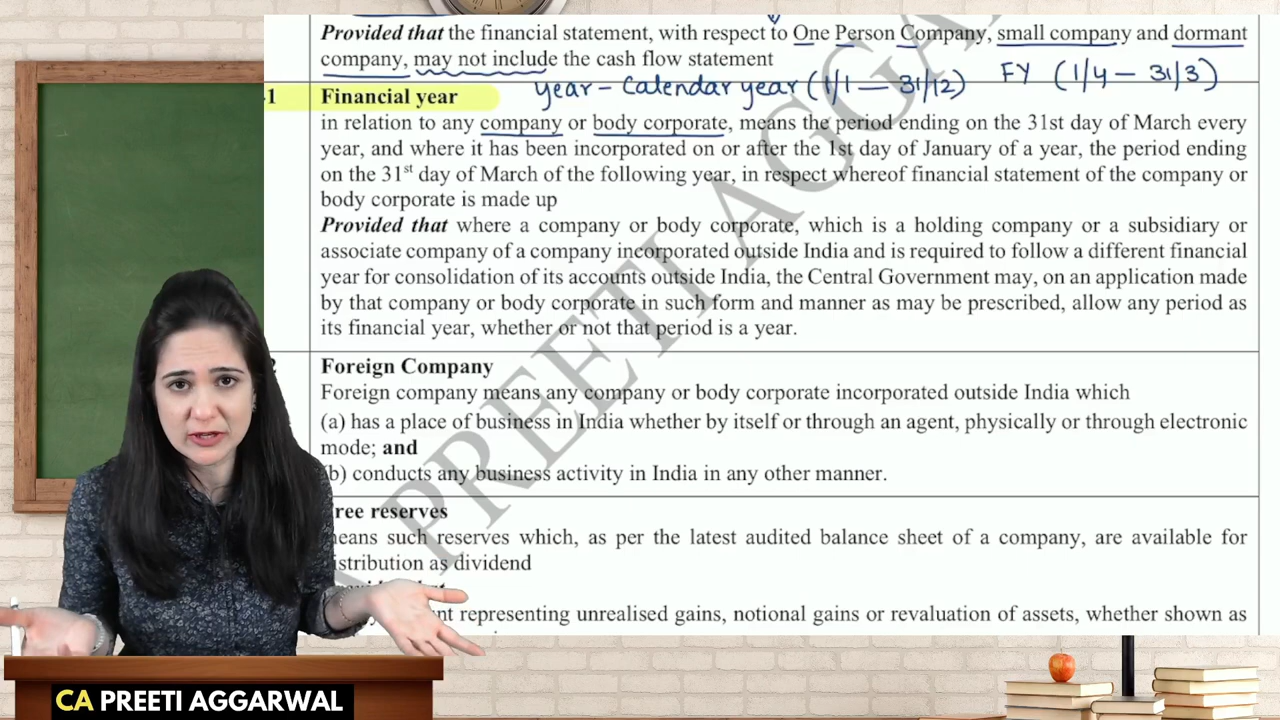 Provided that the financial statement, with respect to One Person Company, small company and dormant
company, may not include the cash flow statement
1 Financial year
year - Calendar year (1/1 — 31/12) FY (1/4 — 31/3)
in relation to any company or body corporate, means the period ending on the 31st day of March every
year, and where it has been incorporated on or after the 1st day of January of a year, the period ending
on the 31st day of March of the following year, in respect whereof financial statement of the company or
body corporate is made up
Provided that where a company or body corporate, which is a holding company or a subsidiary or
associate company of a company incorporated outside India and is required to follow a different financial
year for consolidation of its accounts outside India, the Central Government may, on an application made
by that company or body corporate in such form and manner as may be prescribed, allow any period as
its financial year, whether or not that period is a year.
2 Foreign Company
Foreign company means any company or body corporate incorporated outside India which
(a) has a place of business in India whether by itself or through an agent, physically or through electronic
mode; and
(b) conducts any business activity in India in any other manner.
ree reserves
means such reserves which, as per the latest audited balance sheet of a company, are available for
istribution as dividend
nt representing unrealised gains, notional gains or revaluation of assets, whether shown as
PREETI AGGA
CA PREETI AGGARWAL